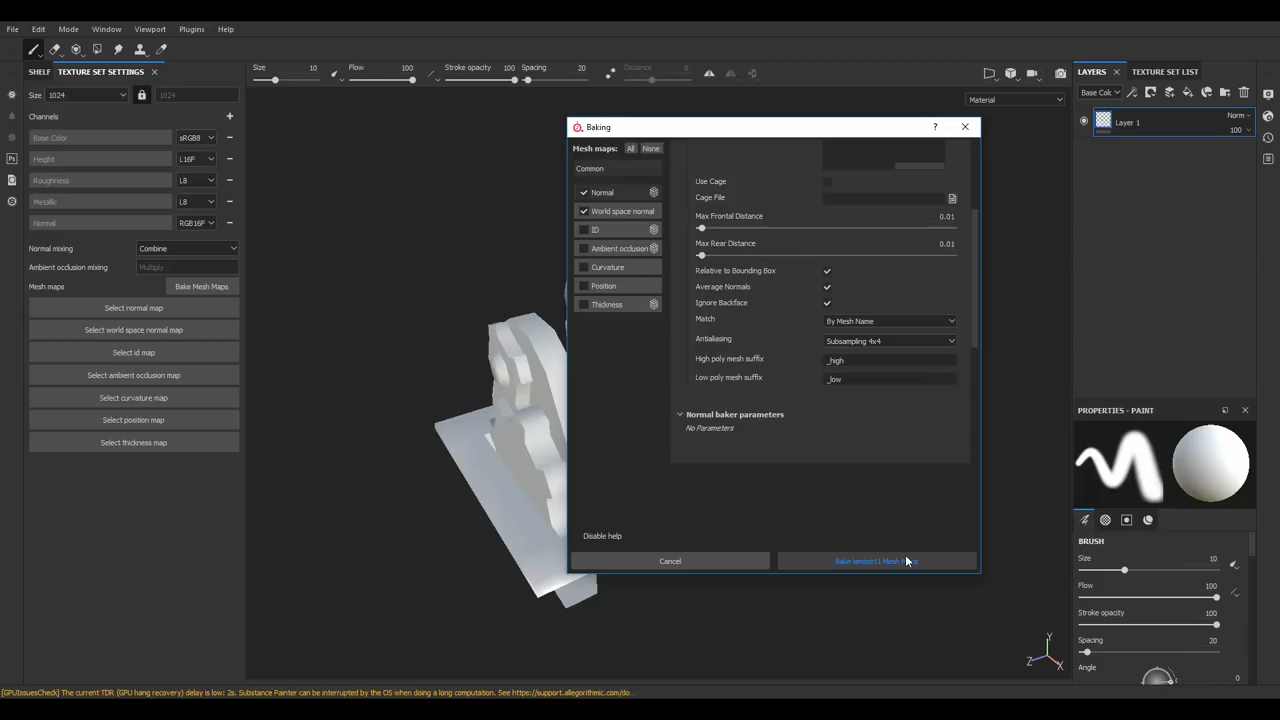 File Edit Mode Window Viewport Plugins Help
Size 10 Flow 100 Stroke opacity 100 Spacing 20 Distance 8
SHELF TEXTURE SET SETTINGS
Size 1024 1024
Channels
Base Color sRGB8
Height L16F
Roughness L8
Metallic L8
Normal RGB16F
Normal mixing Combine
Ambient occlusion mixing Multiply
Mesh maps Bake Mesh Maps
Select normal map
Select world space normal map
Select id map
Select ambient occlusion map
Select curvature map
Select position map
Select thickness map
Material
Baking ?
Mesh maps: All None
Common
Normal
World space normal
ID
Ambient occlusion
Curvature
Position
Thickness
Use Cage
Cage File
Max Frontal Distance 0.01
Max Rear Distance 0.01
Relative to Bounding Box
Average Normals
Ignore Backface
Match By Mesh Name
Antialiasing Subsampling 4x4
High poly mesh suffix _high
Low poly mesh suffix _low
Normal baker parameters
No Parameters
Disable help
Cancel Bake lambert1 Mesh
LAYERS TEXTURE SET LIST
Base Col
Layer 1 Norm
100
PROPERTIES - PAINT
BRUSH
Size 10
Flow 100
Stroke opacity 100
Spacing 20
Angle 0
Y
Z X
Ps
[GPUIssuesCheck] The current TDR (GPU hang recovery) delay is low: 2s. Substance Painter can be interrupted by the OS when doing a long computation. See https://support.allegorithmic.com/do...